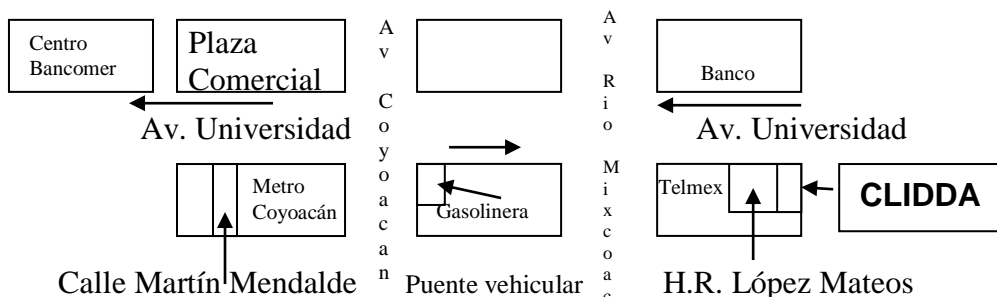 Centro
Bancomer
Plaza
Comercial
Av Coyoacan
Av Rio Mixcoac
Banco
Av. Universidad
Av. Universidad
Metro
Coyoacán
Gasolinera
Telmex
CLIDDA
Calle Martín Mendalde
Puente vehicular
H.R. López Mateos